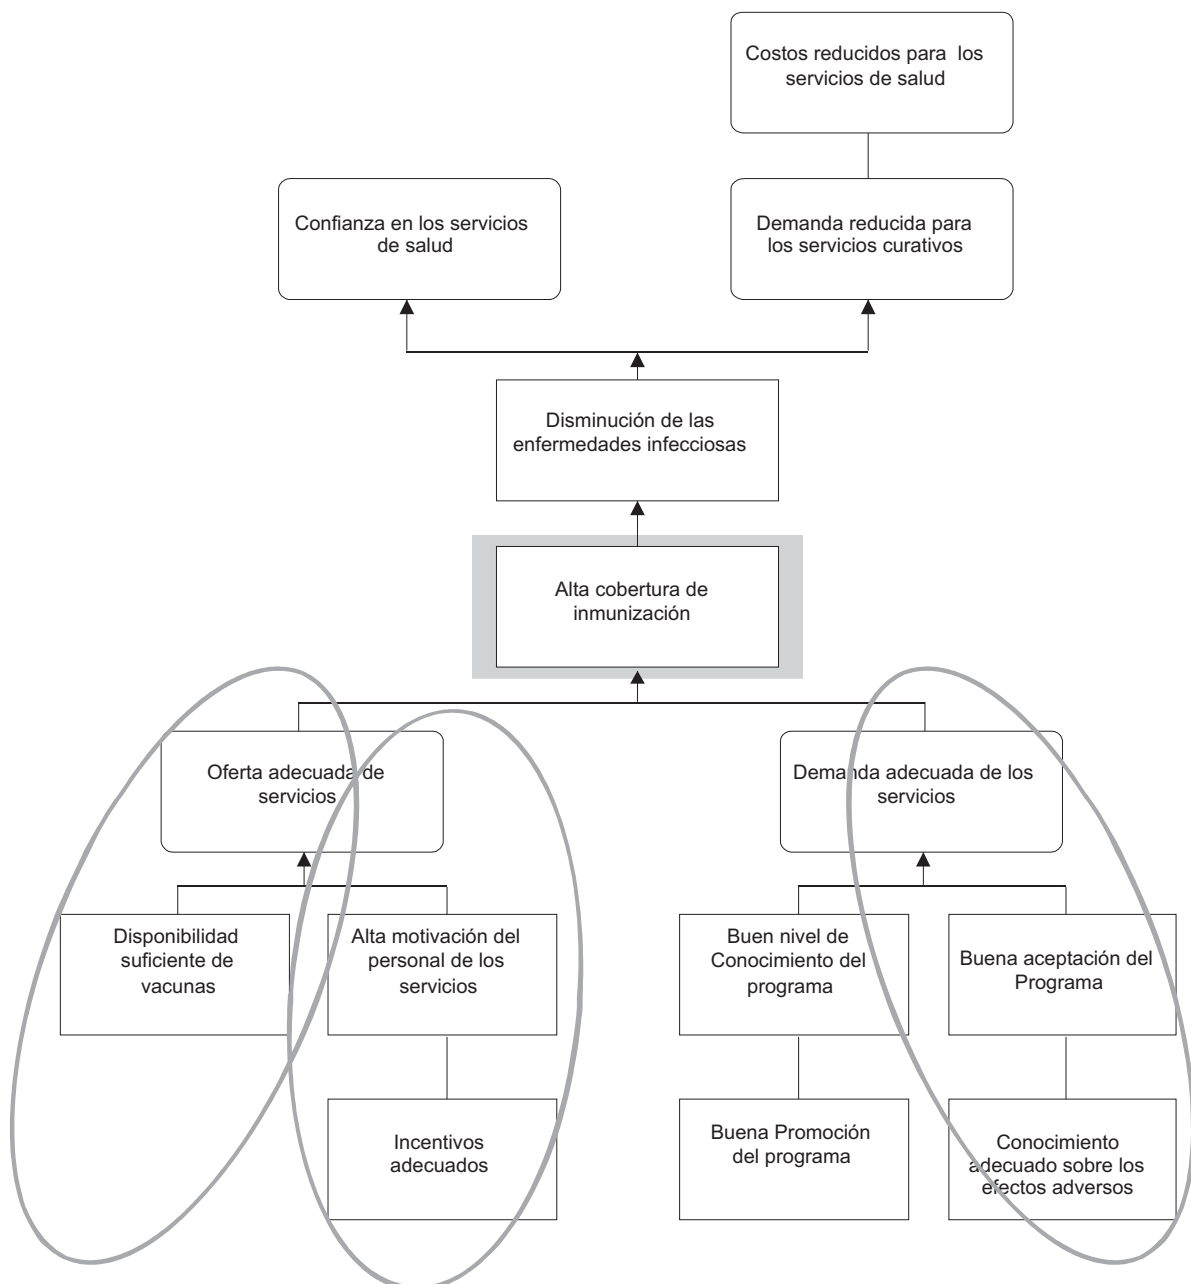 Costos reducidos para los
servicios de salud
Confianza en los servicios
de salud
Demanda reducida para
los servicios curativos
Disminución de las
enfermedades infecciosas
Alta cobertura de
inmunización
Oferta adecuada de
servicios
Demanda adecuada de los
servicios
Disponibilidad
suficiente de
vacunas
Alta motivación del
personal de los
servicios
Buen nivel de
Conocimiento del
programa
Buena aceptación del
Programa
Incentivos
adecuados
Buena Promoción
del programa
Conocimiento
adecuado sobre los
efectos adversos